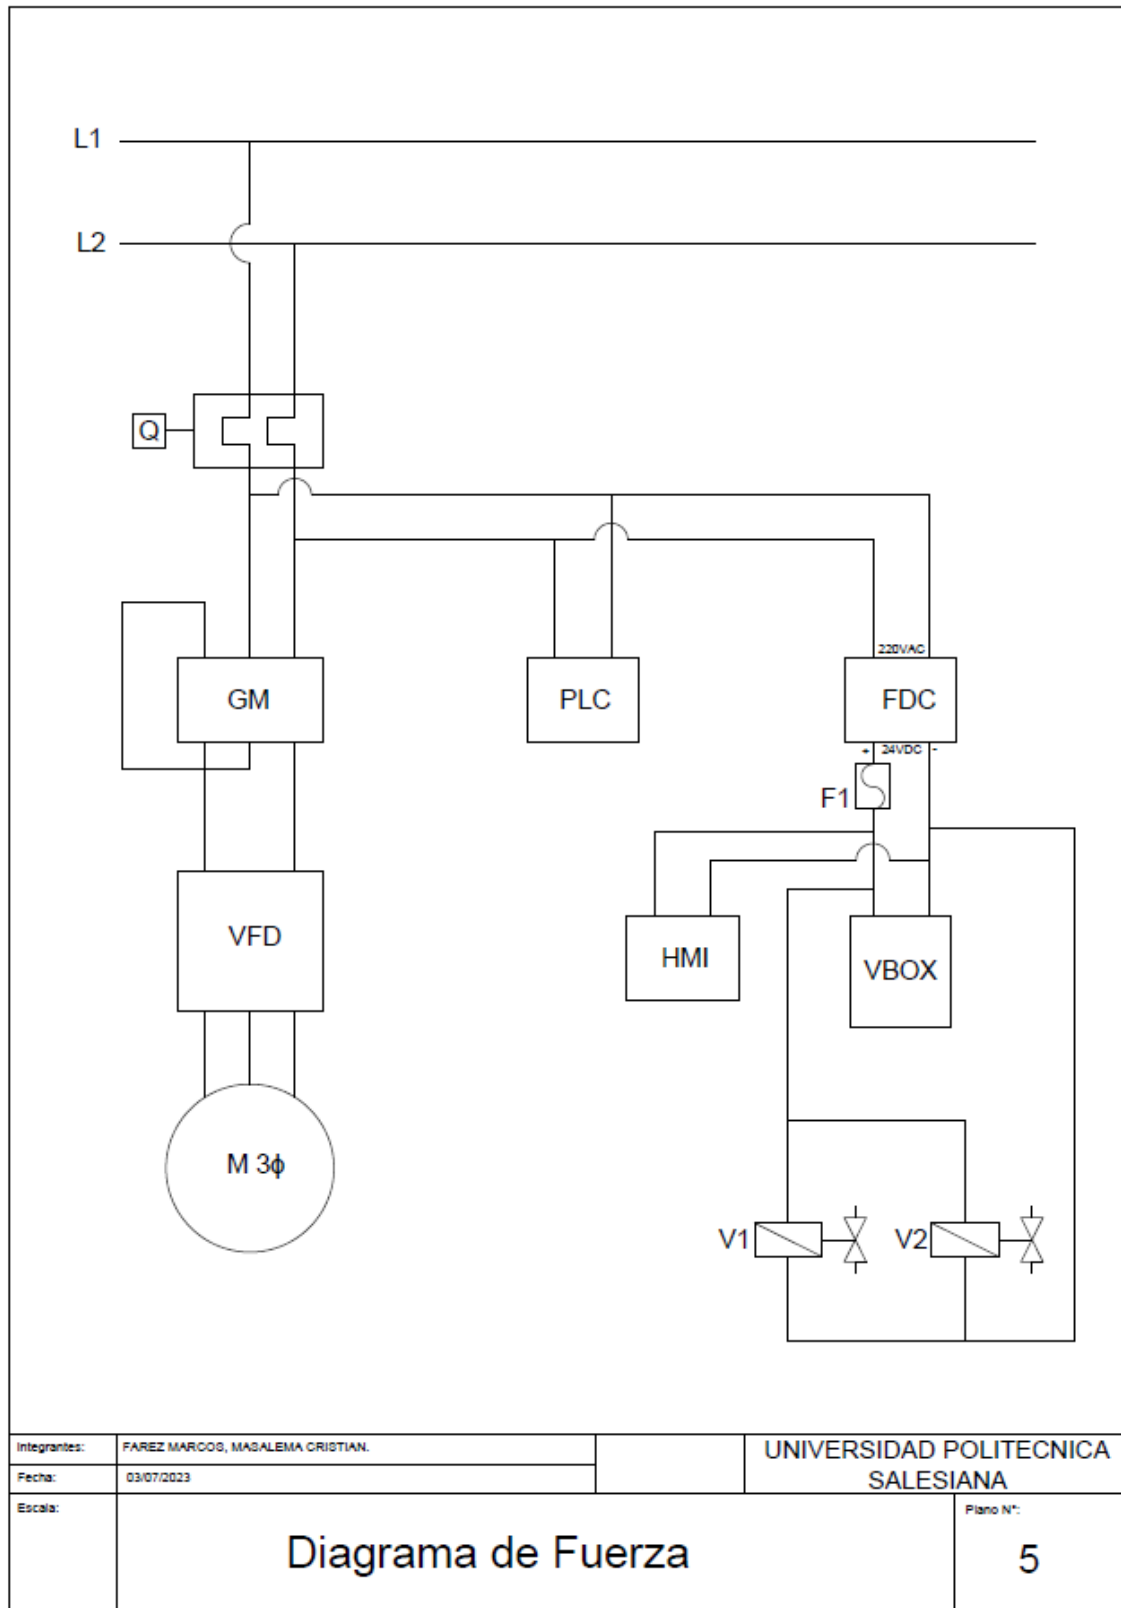 L1
L2
Q
220VAC
GM
PLC
FDC
+ 24VDC -
F1
VFD
HMI
VBOX
M 3ϕ
V1
V2
Integrantes:
FAREZ MARCOS, MASALEMA CRISTIAN.
UNIVERSIDAD POLITECNICA
SALESIANA
Fecha:
03/07/2023
Escala:
Diagrama de Fuerza
Plano N°:
5